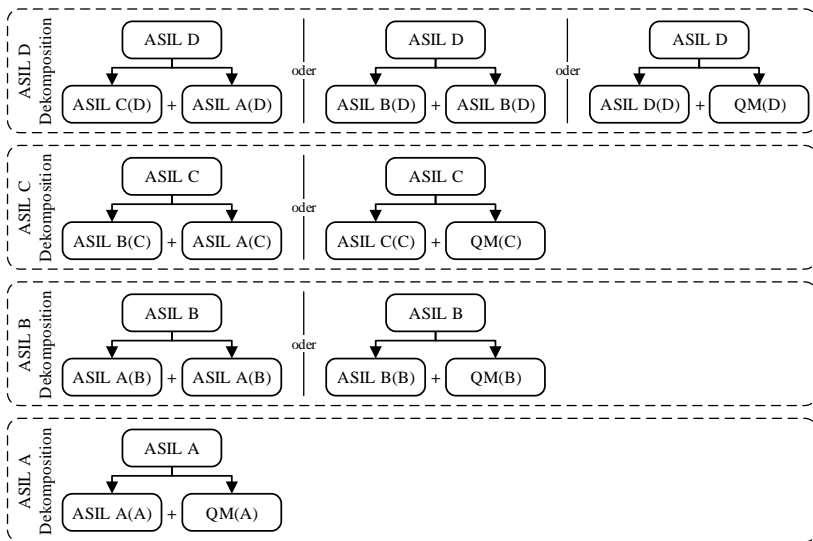 ASIL D
Dekomposition
ASIL D
ASIL C(D) + ASIL A(D)
oder
ASIL D
ASIL B(D) + ASIL B(D)
oder
ASIL D
ASIL D(D) + QM(D)
ASIL C
Dekomposition
ASIL C
ASIL B(C) + ASIL A(C)
oder
ASIL C
ASIL C(C) + QM(C)
ASIL B
Dekomposition
ASIL B
ASIL A(B) + ASIL A(B)
oder
ASIL B
ASIL B(B) + QM(B)
ASIL A
Dekomposition
ASIL A
ASIL A(A) + QM(A)